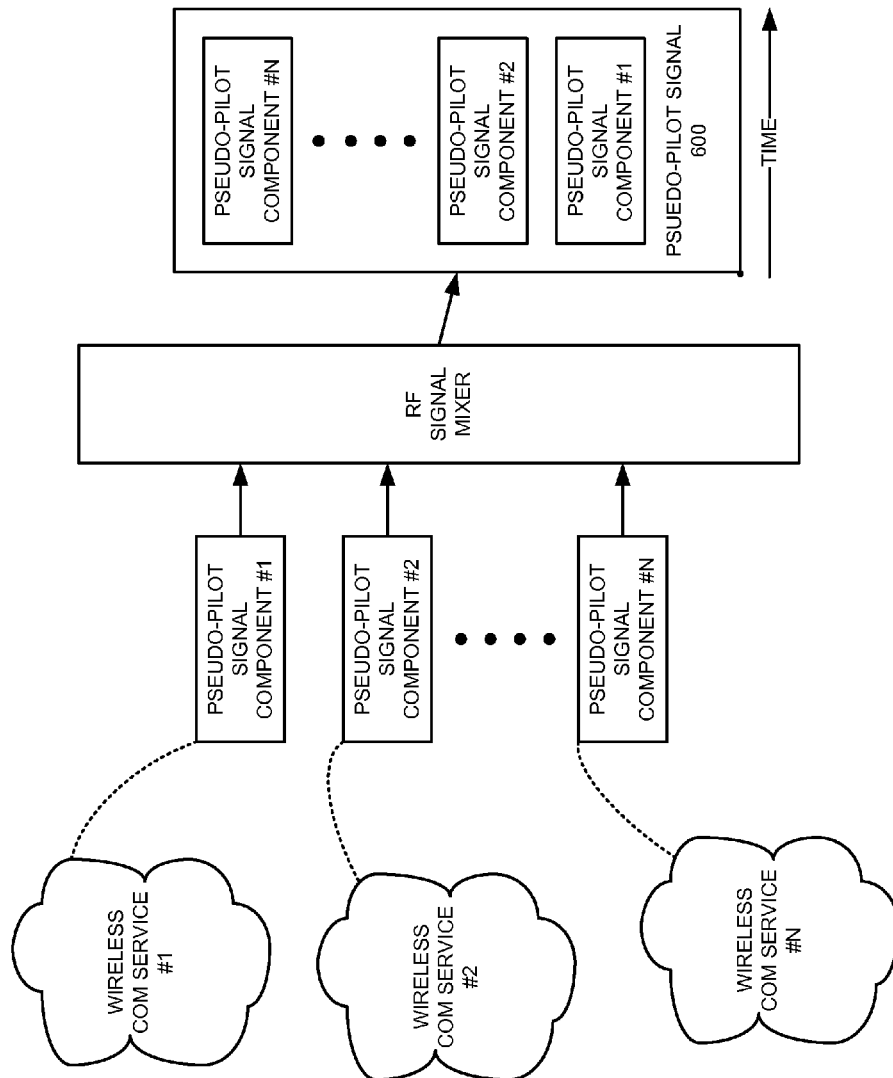 WIRELESS
COM SERVICE
#1
WIRELESS
COM SERVICE
#2
WIRELESS
COM SERVICE
#N
PSEUDO-PILOT
SIGNAL
COMPONENT #1
PSEUDO-PILOT
SIGNAL
COMPONENT #2
PSEUDO-PILOT
SIGNAL
COMPONENT #N
RF
SIGNAL
MIXER
PSEUDO-PILOT
SIGNAL
COMPONENT #N
PSEUDO-PILOT
SIGNAL
COMPONENT #2
PSEUDO-PILOT
SIGNAL
COMPONENT #1
PSUEDO-PILOT SIGNAL
600
TIME